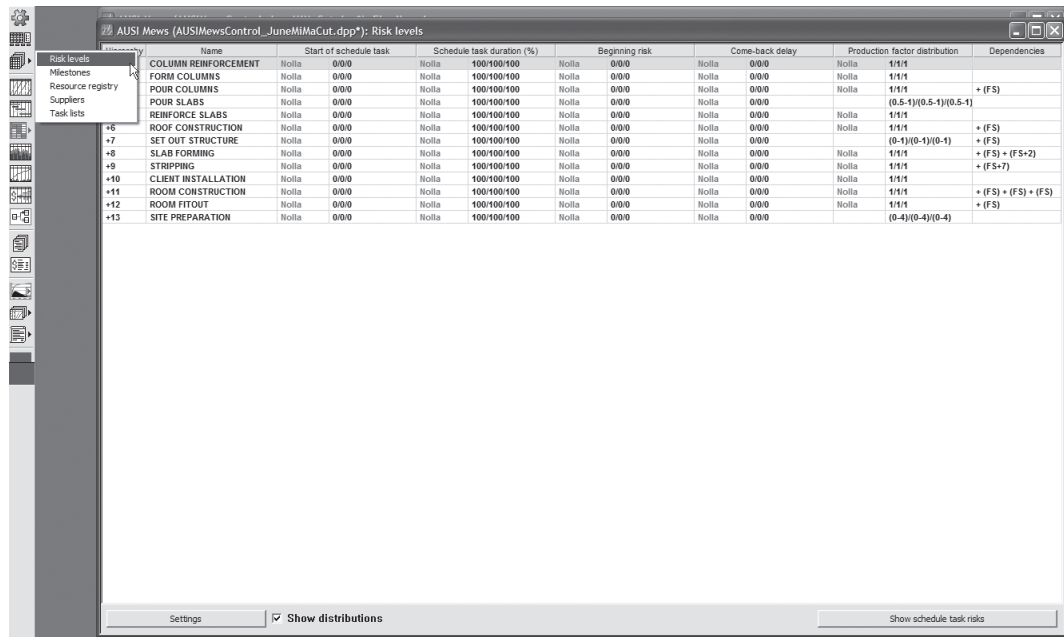 AUSI Mews (AUSIMewsControl_JuneMiMaCut.dpp*): Risk levels
Hierarchy Name Start of schedule task Schedule task duration (%) Beginning risk Come-back delay Production factor distribution Dependencies
Risk levels
Milestones
Resource registry
Suppliers
Task lists
COLUMN REINFORCEMENT Nolla 0/0/0 Nolla 100/100/100 Nolla 0/0/0 Nolla 0/0/0 Nolla 1/1/1
FORM COLUMNS Nolla 0/0/0 Nolla 100/100/100 Nolla 0/0/0 Nolla 0/0/0 Nolla 1/1/1
POUR COLUMNS Nolla 0/0/0 Nolla 100/100/100 Nolla 0/0/0 Nolla 0/0/0 Nolla 1/1/1 + (FS)
POUR SLABS Nolla 0/0/0 Nolla 100/100/100 Nolla 0/0/0 Nolla 0/0/0 (0.5-1)/(0.5-1)/(0.5-1)
REINFORCE SLABS Nolla 0/0/0 Nolla 100/100/100 Nolla 0/0/0 Nolla 0/0/0 Nolla 1/1/1
+6 ROOF CONSTRUCTION Nolla 0/0/0 Nolla 100/100/100 Nolla 0/0/0 Nolla 0/0/0 Nolla 1/1/1 + (FS)
+7 SET OUT STRUCTURE Nolla 0/0/0 Nolla 100/100/100 Nolla 0/0/0 Nolla 0/0/0 (0-1)/(0-1)/(0-1) + (FS)
+8 SLAB FORMING Nolla 0/0/0 Nolla 100/100/100 Nolla 0/0/0 Nolla 0/0/0 Nolla 1/1/1 + (FS) + (FS+2)
+9 STRIPPING Nolla 0/0/0 Nolla 100/100/100 Nolla 0/0/0 Nolla 0/0/0 Nolla 1/1/1 + (FS+7)
+10 CLIENT INSTALLATION Nolla 0/0/0 Nolla 100/100/100 Nolla 0/0/0 Nolla 0/0/0 Nolla 1/1/1
+11 ROOM CONSTRUCTION Nolla 0/0/0 Nolla 100/100/100 Nolla 0/0/0 Nolla 0/0/0 Nolla 1/1/1 + (FS) + (FS) + (FS)
+12 ROOM FITOUT Nolla 0/0/0 Nolla 100/100/100 Nolla 0/0/0 Nolla 0/0/0 Nolla 1/1/1 + (FS)
+13 SITE PREPARATION Nolla 0/0/0 Nolla 100/100/100 Nolla 0/0/0 Nolla 0/0/0 (0-4)/(0-4)/(0-4)
Settings Show distributions Show schedule task risks